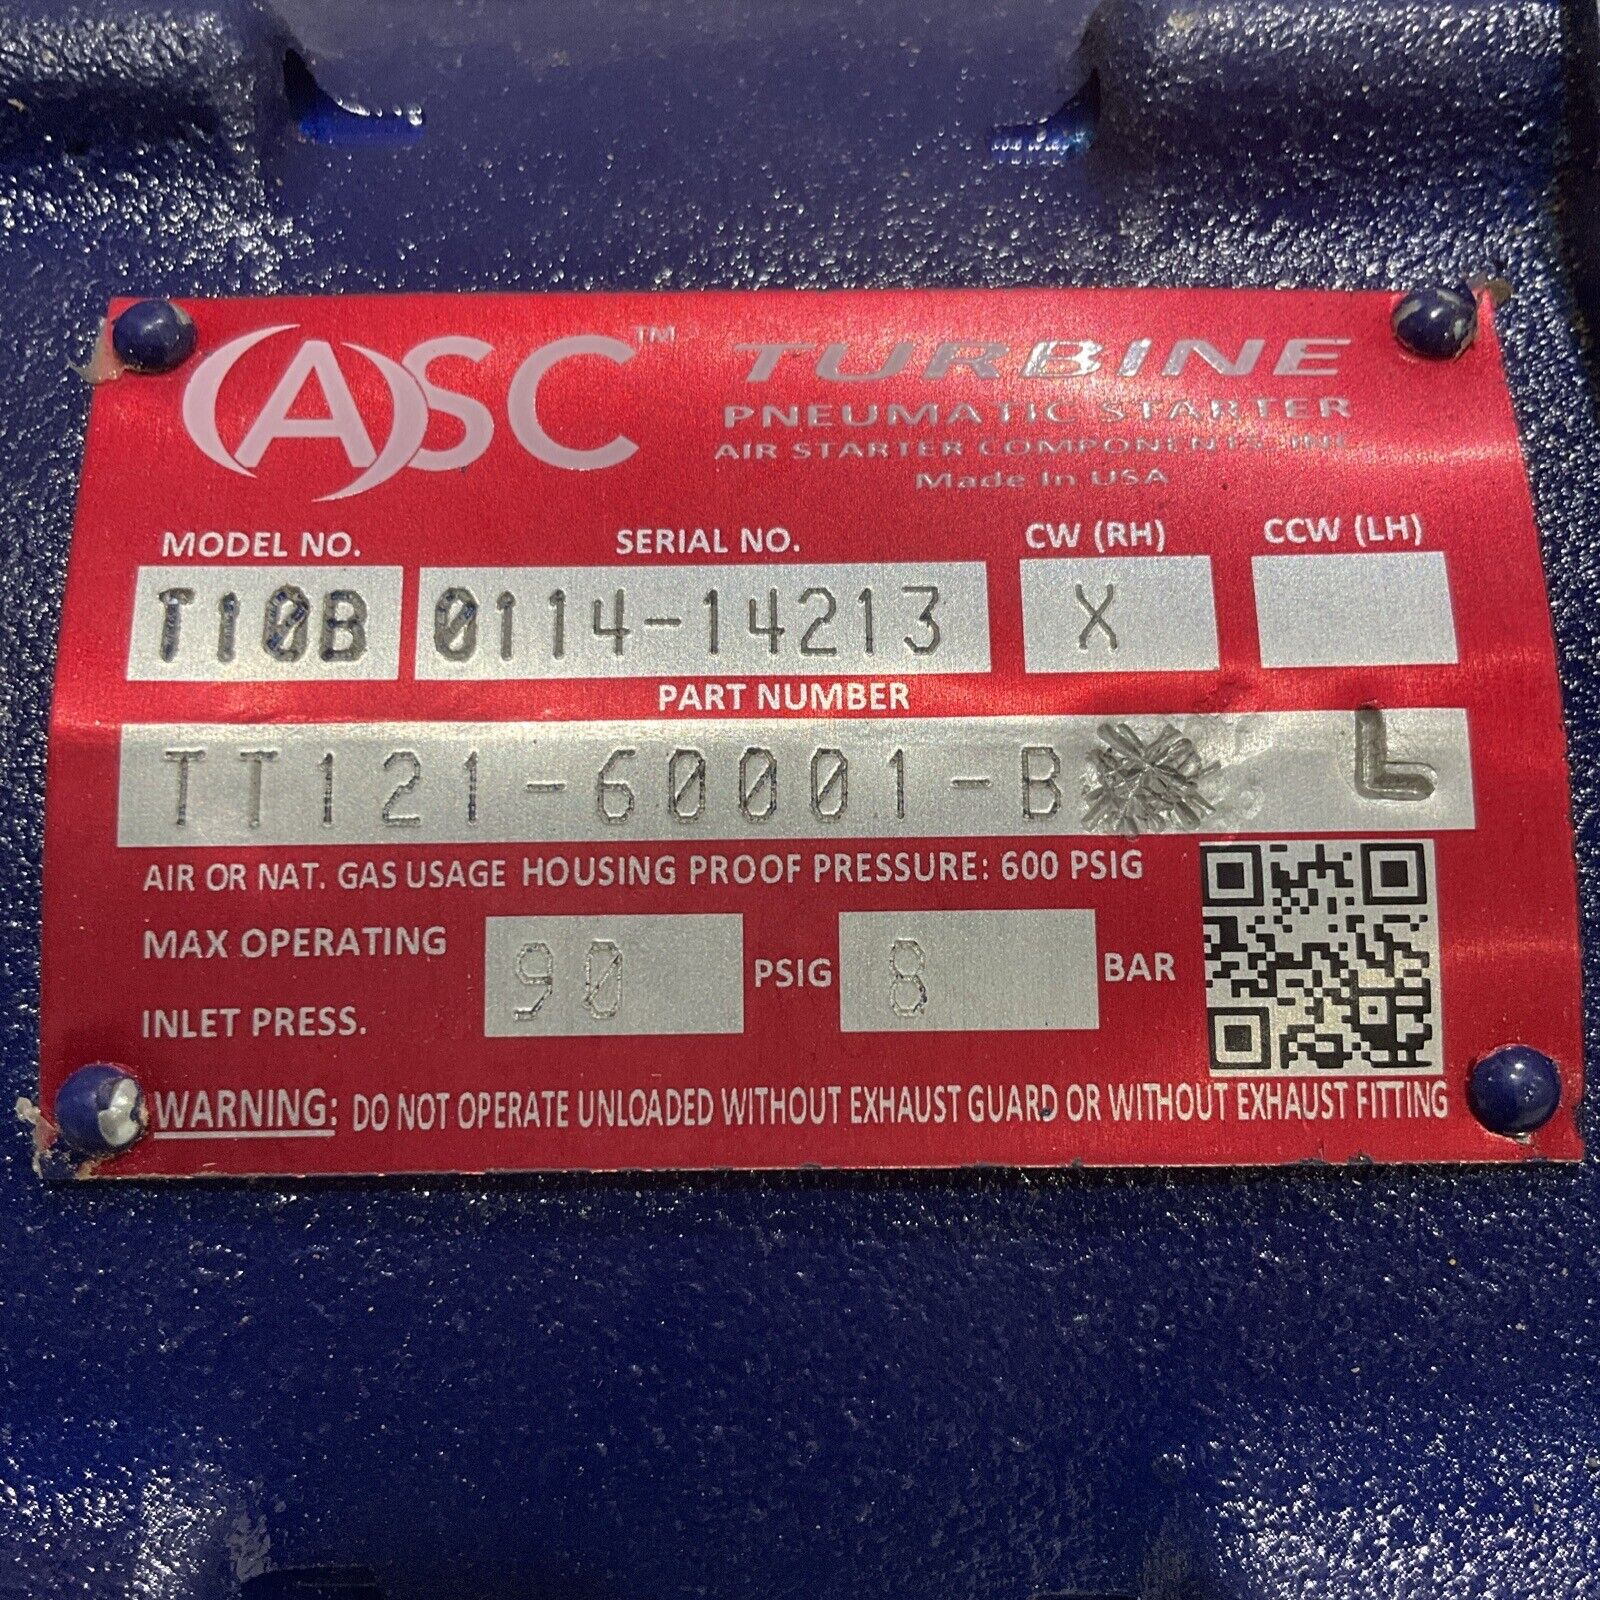 (A)SC™ TURBINE
PNEUMATIC STARTER
AIR STARTER COMPONENTS, INC
Made In USA
MODEL NO. SERIAL NO. CW (RH) CCW (LH)
T10B 0114-14213 X
PART NUMBER
TT121-60001-B L
AIR OR NAT. GAS USAGE HOUSING PROOF PRESSURE: 600 PSIG
MAX OPERATING
90 PSIG 8 BAR
INLET PRESS.
WARNING: DO NOT OPERATE UNLOADED WITHOUT EXHAUST GUARD OR WITHOUT EXHAUST FITTING